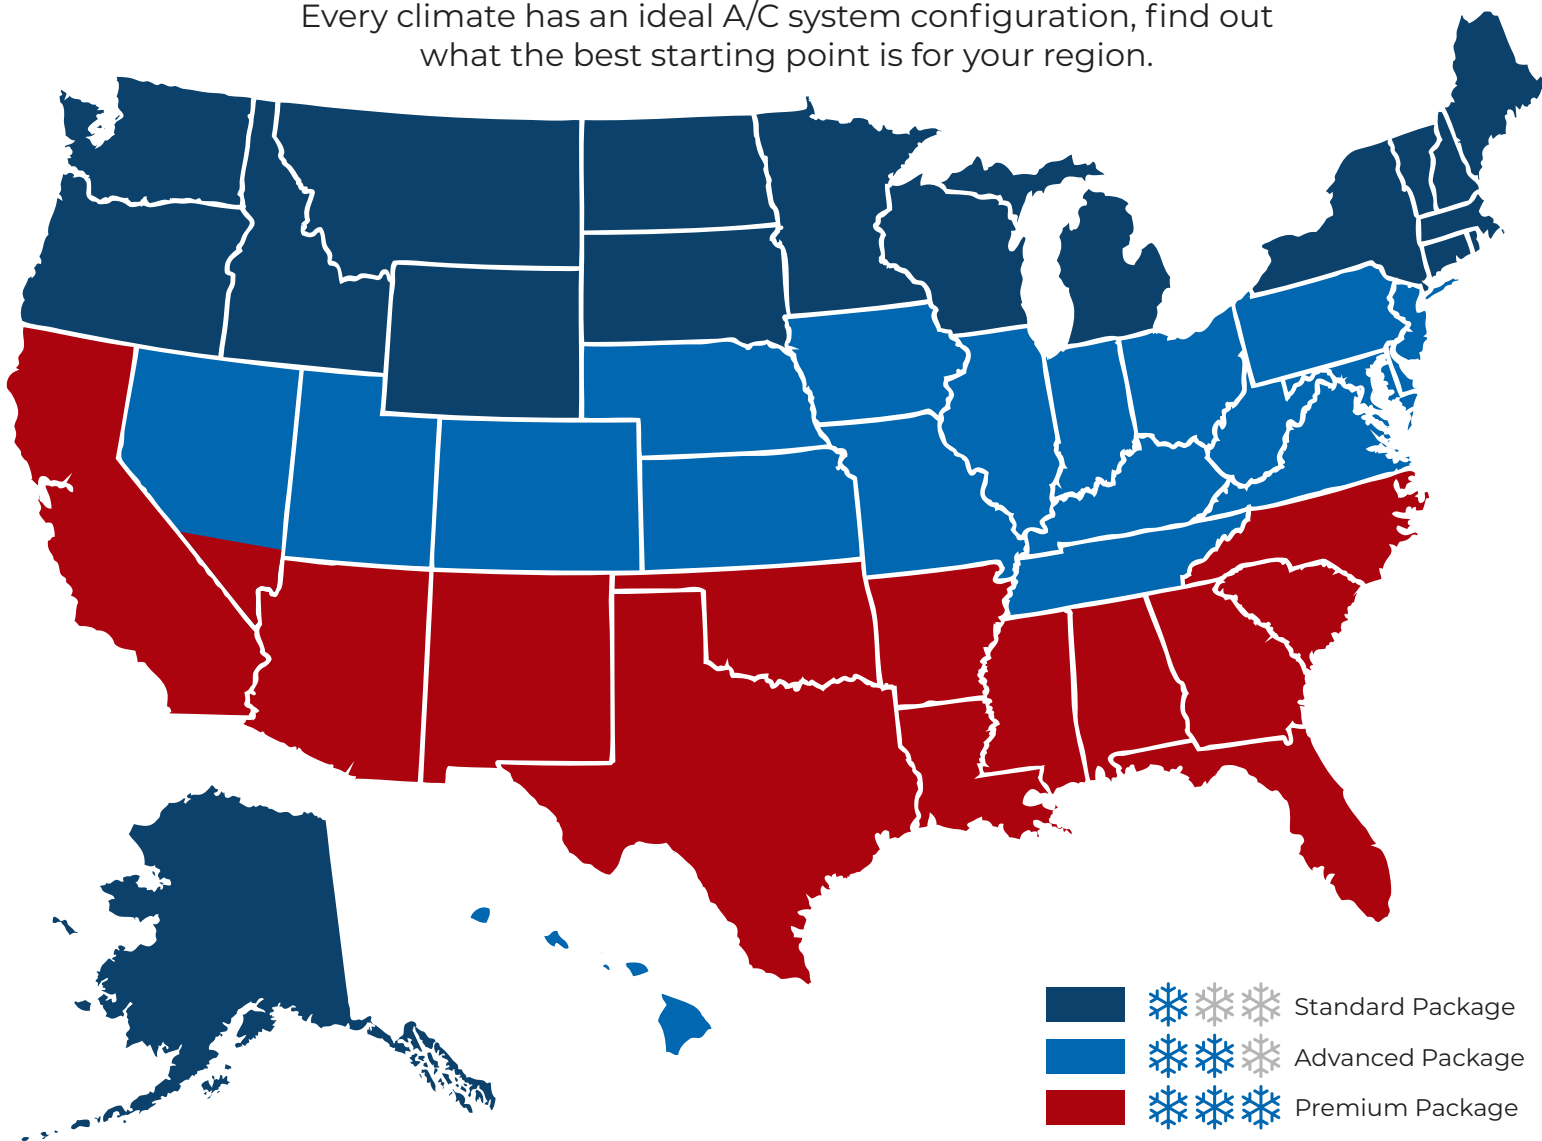 Every climate has an ideal A/C system configuration, find out
what the best starting point is for your region.
Standard Package
Advanced Package
Premium Package